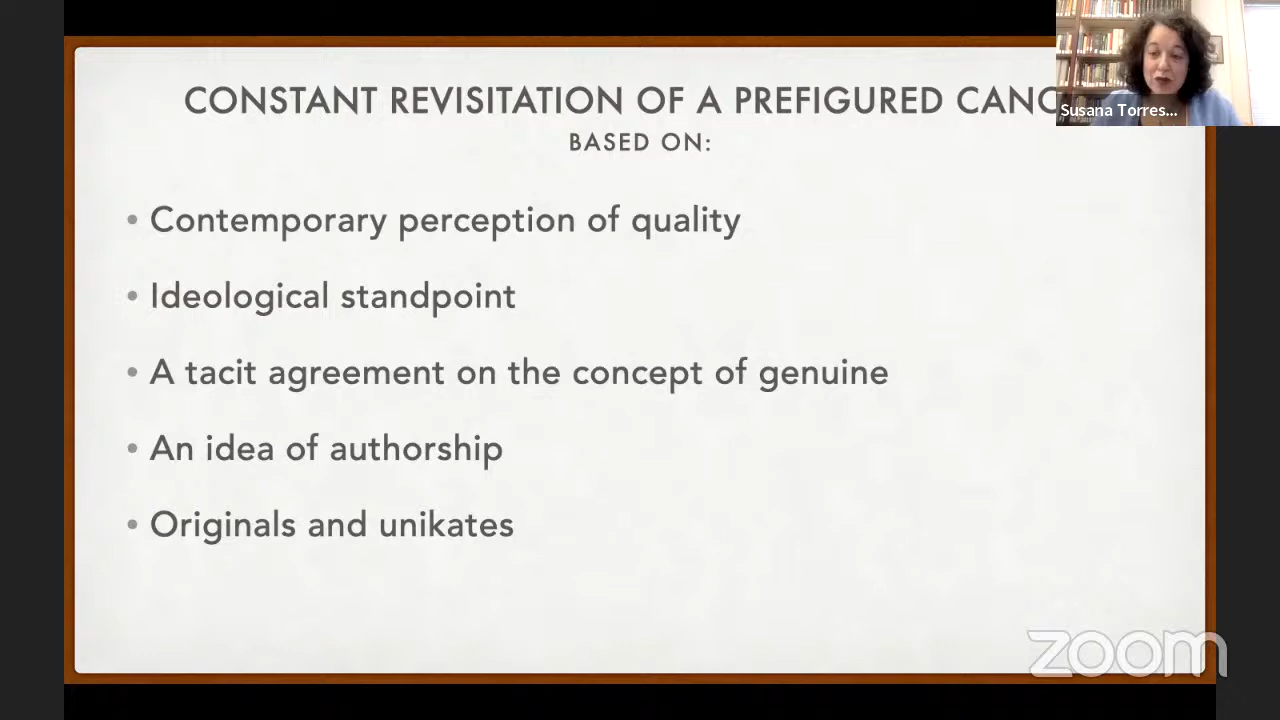 CONSTANT REVISITATION OF A PREFIGURED
BASED ON:
Susana Torres...
• Contemporary perception of quality
• Ideological standpoint
• A tacit agreement on the concept of genuine
• An idea of authorship
• Originals and unikates
zoom